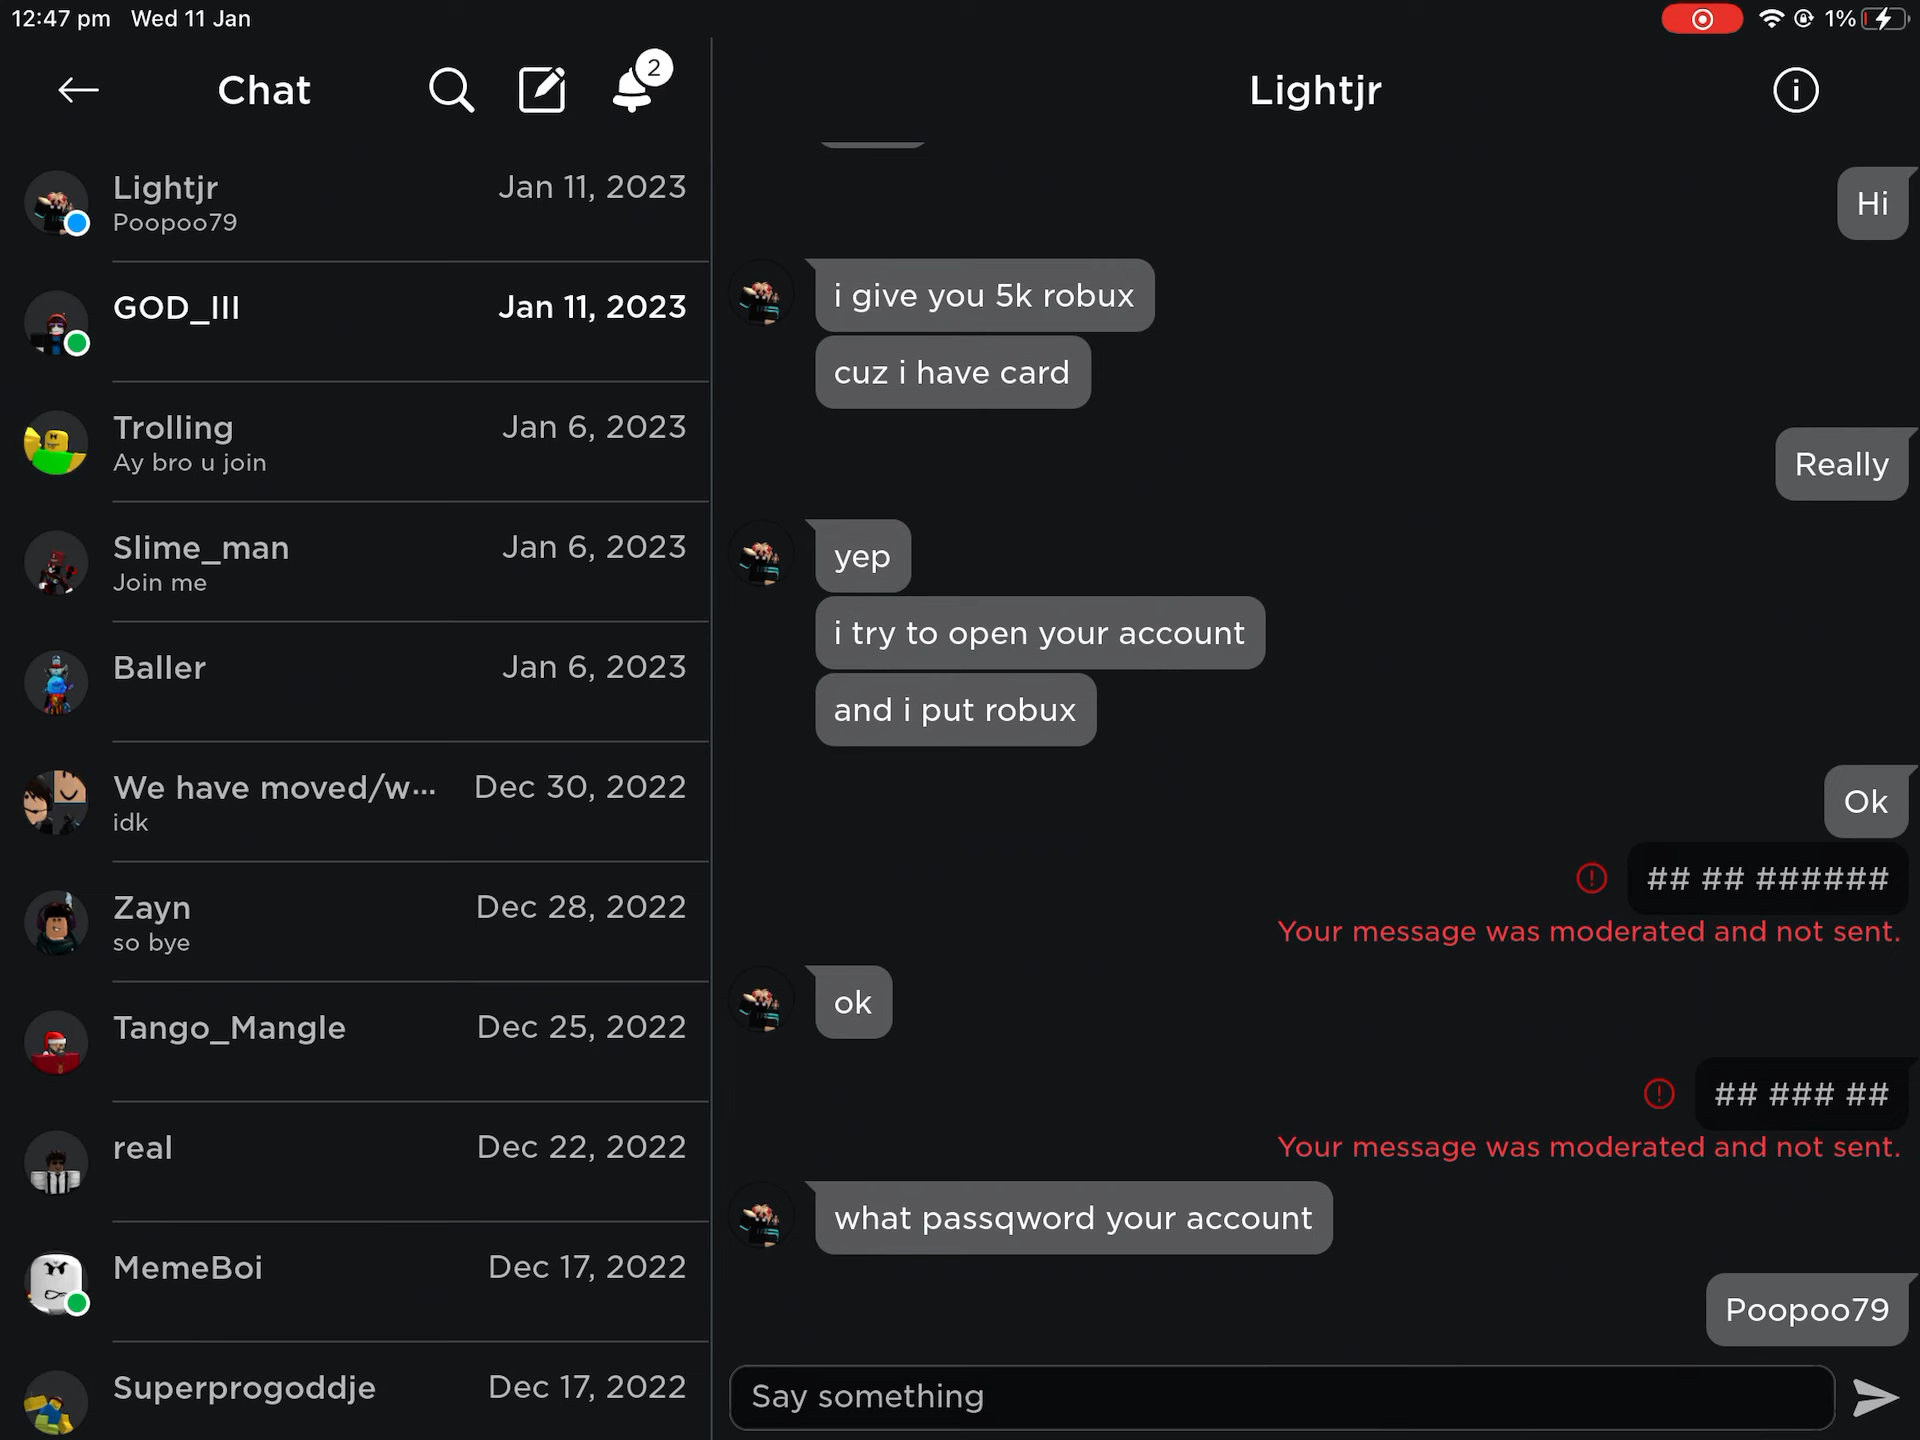 12:47 pm Wed 11 Jan
1%
Chat
2
Lightjr
Jan 11, 2023
Poopoo79
GOD_III
Jan 11, 2023
Trolling
Jan 6, 2023
Ay bro u join
Slime_man
Jan 6, 2023
Join me
Baller
Jan 6, 2023
We have moved/w...
Dec 30, 2022
idk
Zayn
Dec 28, 2022
so bye
Tango_Mangle
Dec 25, 2022
real
Dec 22, 2022
MemeBoi
Dec 17, 2022
Superprogoddje
Dec 17, 2022
Lightjr
Hi
i give you 5k robux
cuz i have card
Really
yep
i try to open your account
and i put robux
Ok
## ## ######
Your message was moderated and not sent.
ok
## ### ##
Your message was moderated and not sent.
what passqword your account
Poopoo79
Say something